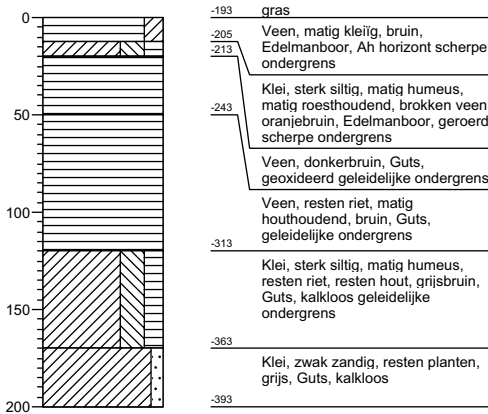 0
50
100
150
200
-193
gras
-205
Veen, matig kleiïg, bruin,
Edelmanboor, Ah horizont scherpe
ondergrens
-213
Klei, sterk siltig, matig humeus,
matig roesthoudend, brokken veen
oranjebruin, Edelmanboor, geroerd
scherpe ondergrens
-243
Veen, donkerbruin, Guts,
geoxideerd geleidelijke ondergrens
Veen, resten riet, matig
houthoudend, bruin, Guts,
geleidelijke ondergrens
-313
Klei, sterk siltig, matig humeus,
resten riet, resten hout, grijsbruin,
Guts, kalkloos geleidelijke
ondergrens
-363
Klei, zwak zandig, resten planten,
grijs, Guts, kalkloos
-393